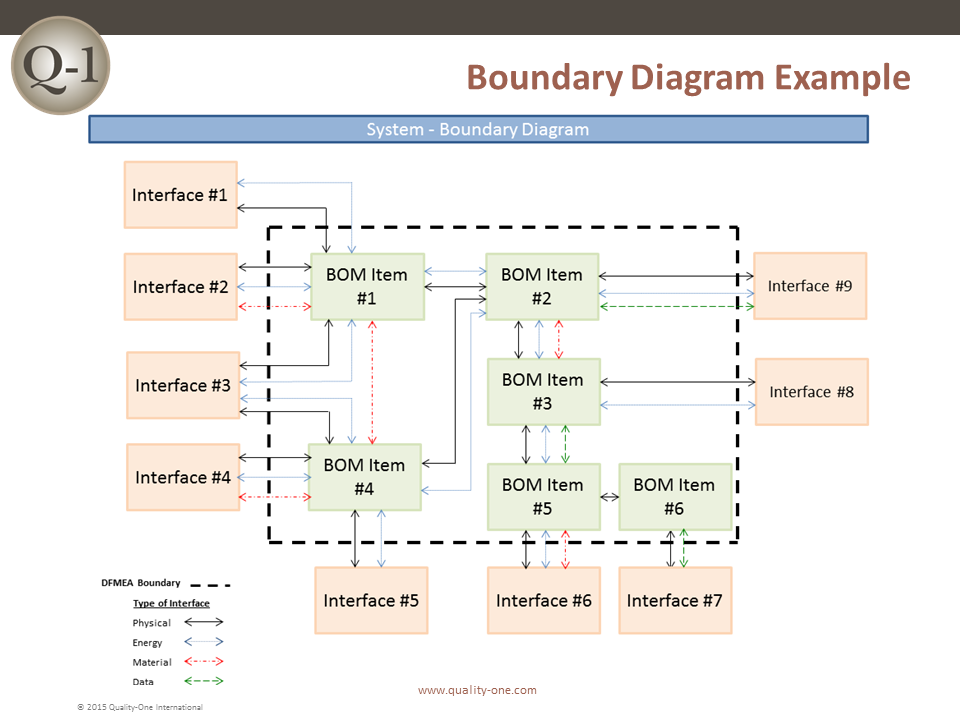 Q-1
Boundary Diagram Example
System - Boundary Diagram
Interface #1
Interface #2
BOM Item
#1
BOM Item
#2
Interface #9
Interface #3
BOM Item
#3
Interface #8
Interface #4
BOM Item
#4
BOM Item
#5
BOM Item
#6
Interface #5
Interface #6
Interface #7
DFMEA Boundary
Type of Interface
Physical
Energy
Material
Data
www.quality-one.com
© 2015 Quality-One International